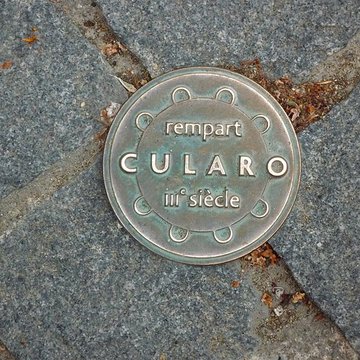 rempart
CULARO
IIIᵉ siècle